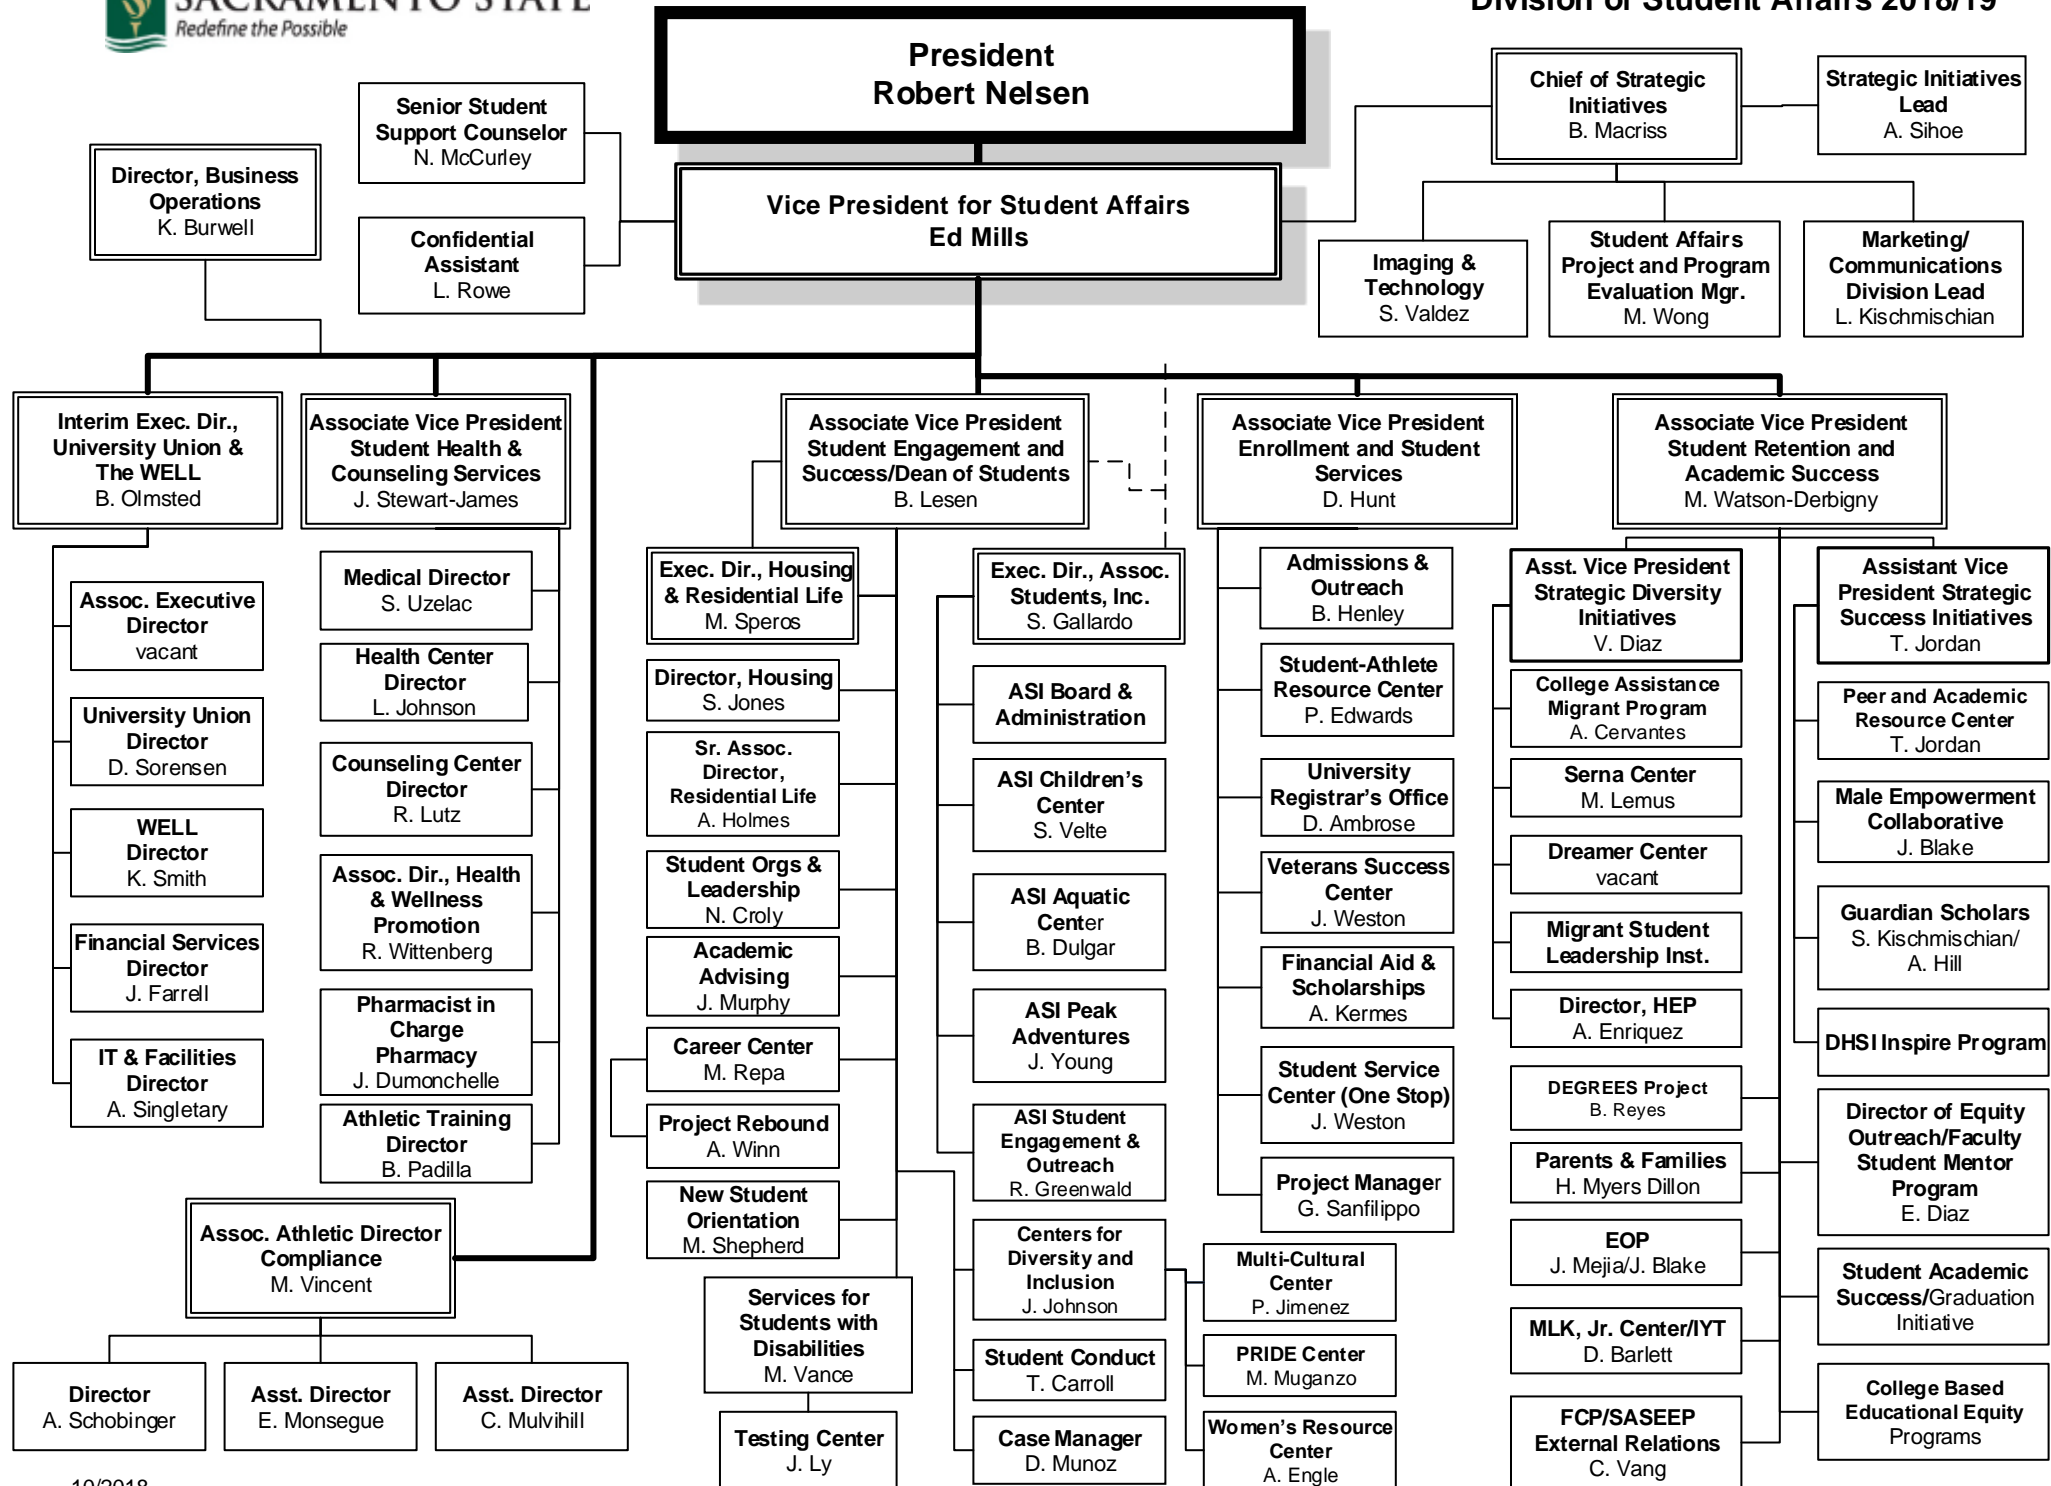 SACRAMENTO STATE
Redefine the Possible
Division of Student Affairs 2018/19
President
Robert Nelsen
Vice President for Student Affairs
Ed Mills
Senior Student
Support Counselor
N. McCurley
Confidential
Assistant
L. Rowe
Director, Business
Operations
K. Burwell
Chief of Strategic
Initiatives
B. Macriss
Strategic Initiatives
Lead
A. Sihoe
Imaging &
Technology
S. Valdez
Student Affairs
Project and Program
Evaluation Mgr.
M. Wong
Marketing/
Communications
Division Lead
L. Kischmischian
Interim Exec. Dir.,
University Union &
The WELL
B. Olmsted
Assoc. Executive
Director
vacant
University Union
Director
D. Sorensen
WELL
Director
K. Smith
Financial Services
Director
J. Farrell
IT & Facilities
Director
A. Singletary
Associate Vice President
Student Health &
Counseling Services
J. Stewart-James
Medical Director
S. Uzelac
Health Center
Director
L. Johnson
Counseling Center
Director
R. Lutz
Assoc. Dir., Health
& Wellness
Promotion
R. Wittenberg
Pharmacist in
Charge
Pharmacy
J. Dumonchelle
Athletic Training
Director
B. Padilla
Assoc. Athletic Director
Compliance
M. Vincent
Director
A. Schobinger
Asst. Director
E. Monsegue
Asst. Director
C. Mulvihill
Associate Vice President
Student Engagement and
Success/Dean of Students
B. Lesen
Exec. Dir., Housing
& Residential Life
M. Speros
Director, Housing
S. Jones
Sr. Assoc.
Director,
Residential Life
A. Holmes
Student Orgs &
Leadership
N. Croly
Academic
Advising
J. Murphy
Career Center
M. Repa
Project Rebound
A. Winn
New Student
Orientation
M. Shepherd
Services for
Students with
Disabilities
M. Vance
Testing Center
J. Ly
Exec. Dir., Assoc.
Students, Inc.
S. Gallardo
ASI Board &
Administration
ASI Children's
Center
S. Velte
ASI Aquatic
Center
B. Dulgar
ASI Peak
Adventures
J. Young
ASI Student
Engagement &
Outreach
R. Greenwald
Centers for
Diversity and
Inclusion
J. Johnson
Student Conduct
T. Carroll
Case Manager
D. Munoz
Multi-Cultural
Center
P. Jimenez
PRIDE Center
M. Muganzo
Women's Resource
Center
A. Engle
Associate Vice President
Enrollment and Student
Services
D. Hunt
Admissions &
Outreach
B. Henley
Student-Athlete
Resource Center
P. Edwards
University
Registrar's Office
D. Ambrose
Veterans Success
Center
J. Weston
Financial Aid &
Scholarships
A. Kermes
Student Service
Center (One Stop)
J. Weston
Project Manager
G. Sanfilippo
Associate Vice President
Student Retention and
Academic Success
M. Watson-Derbigny
Asst. Vice President
Strategic Diversity
Initiatives
V. Diaz
College Assistance
Migrant Program
A. Cervantes
Serna Center
M. Lemus
Dreamer Center
vacant
Migrant Student
Leadership Inst.
Director, HEP
A. Enriquez
DEGREES Project
B. Reyes
Parents & Families
H. Myers Dillon
EOP
J. Mejia/J. Blake
MLK, Jr. Center/IYT
D. Barlett
FCP/SASEEP
External Relations
C. Vang
Assistant Vice
President Strategic
Success Initiatives
T. Jordan
Peer and Academic
Resource Center
T. Jordan
Male Empowerment
Collaborative
J. Blake
Guardian Scholars
S. Kischmischian/
A. Hill
DHSI Inspire Program
Director of Equity
Outreach/Faculty
Student Mentor
Program
E. Diaz
Student Academic
Success/Graduation
Initiative
College Based
Educational Equity
Programs
10/2018